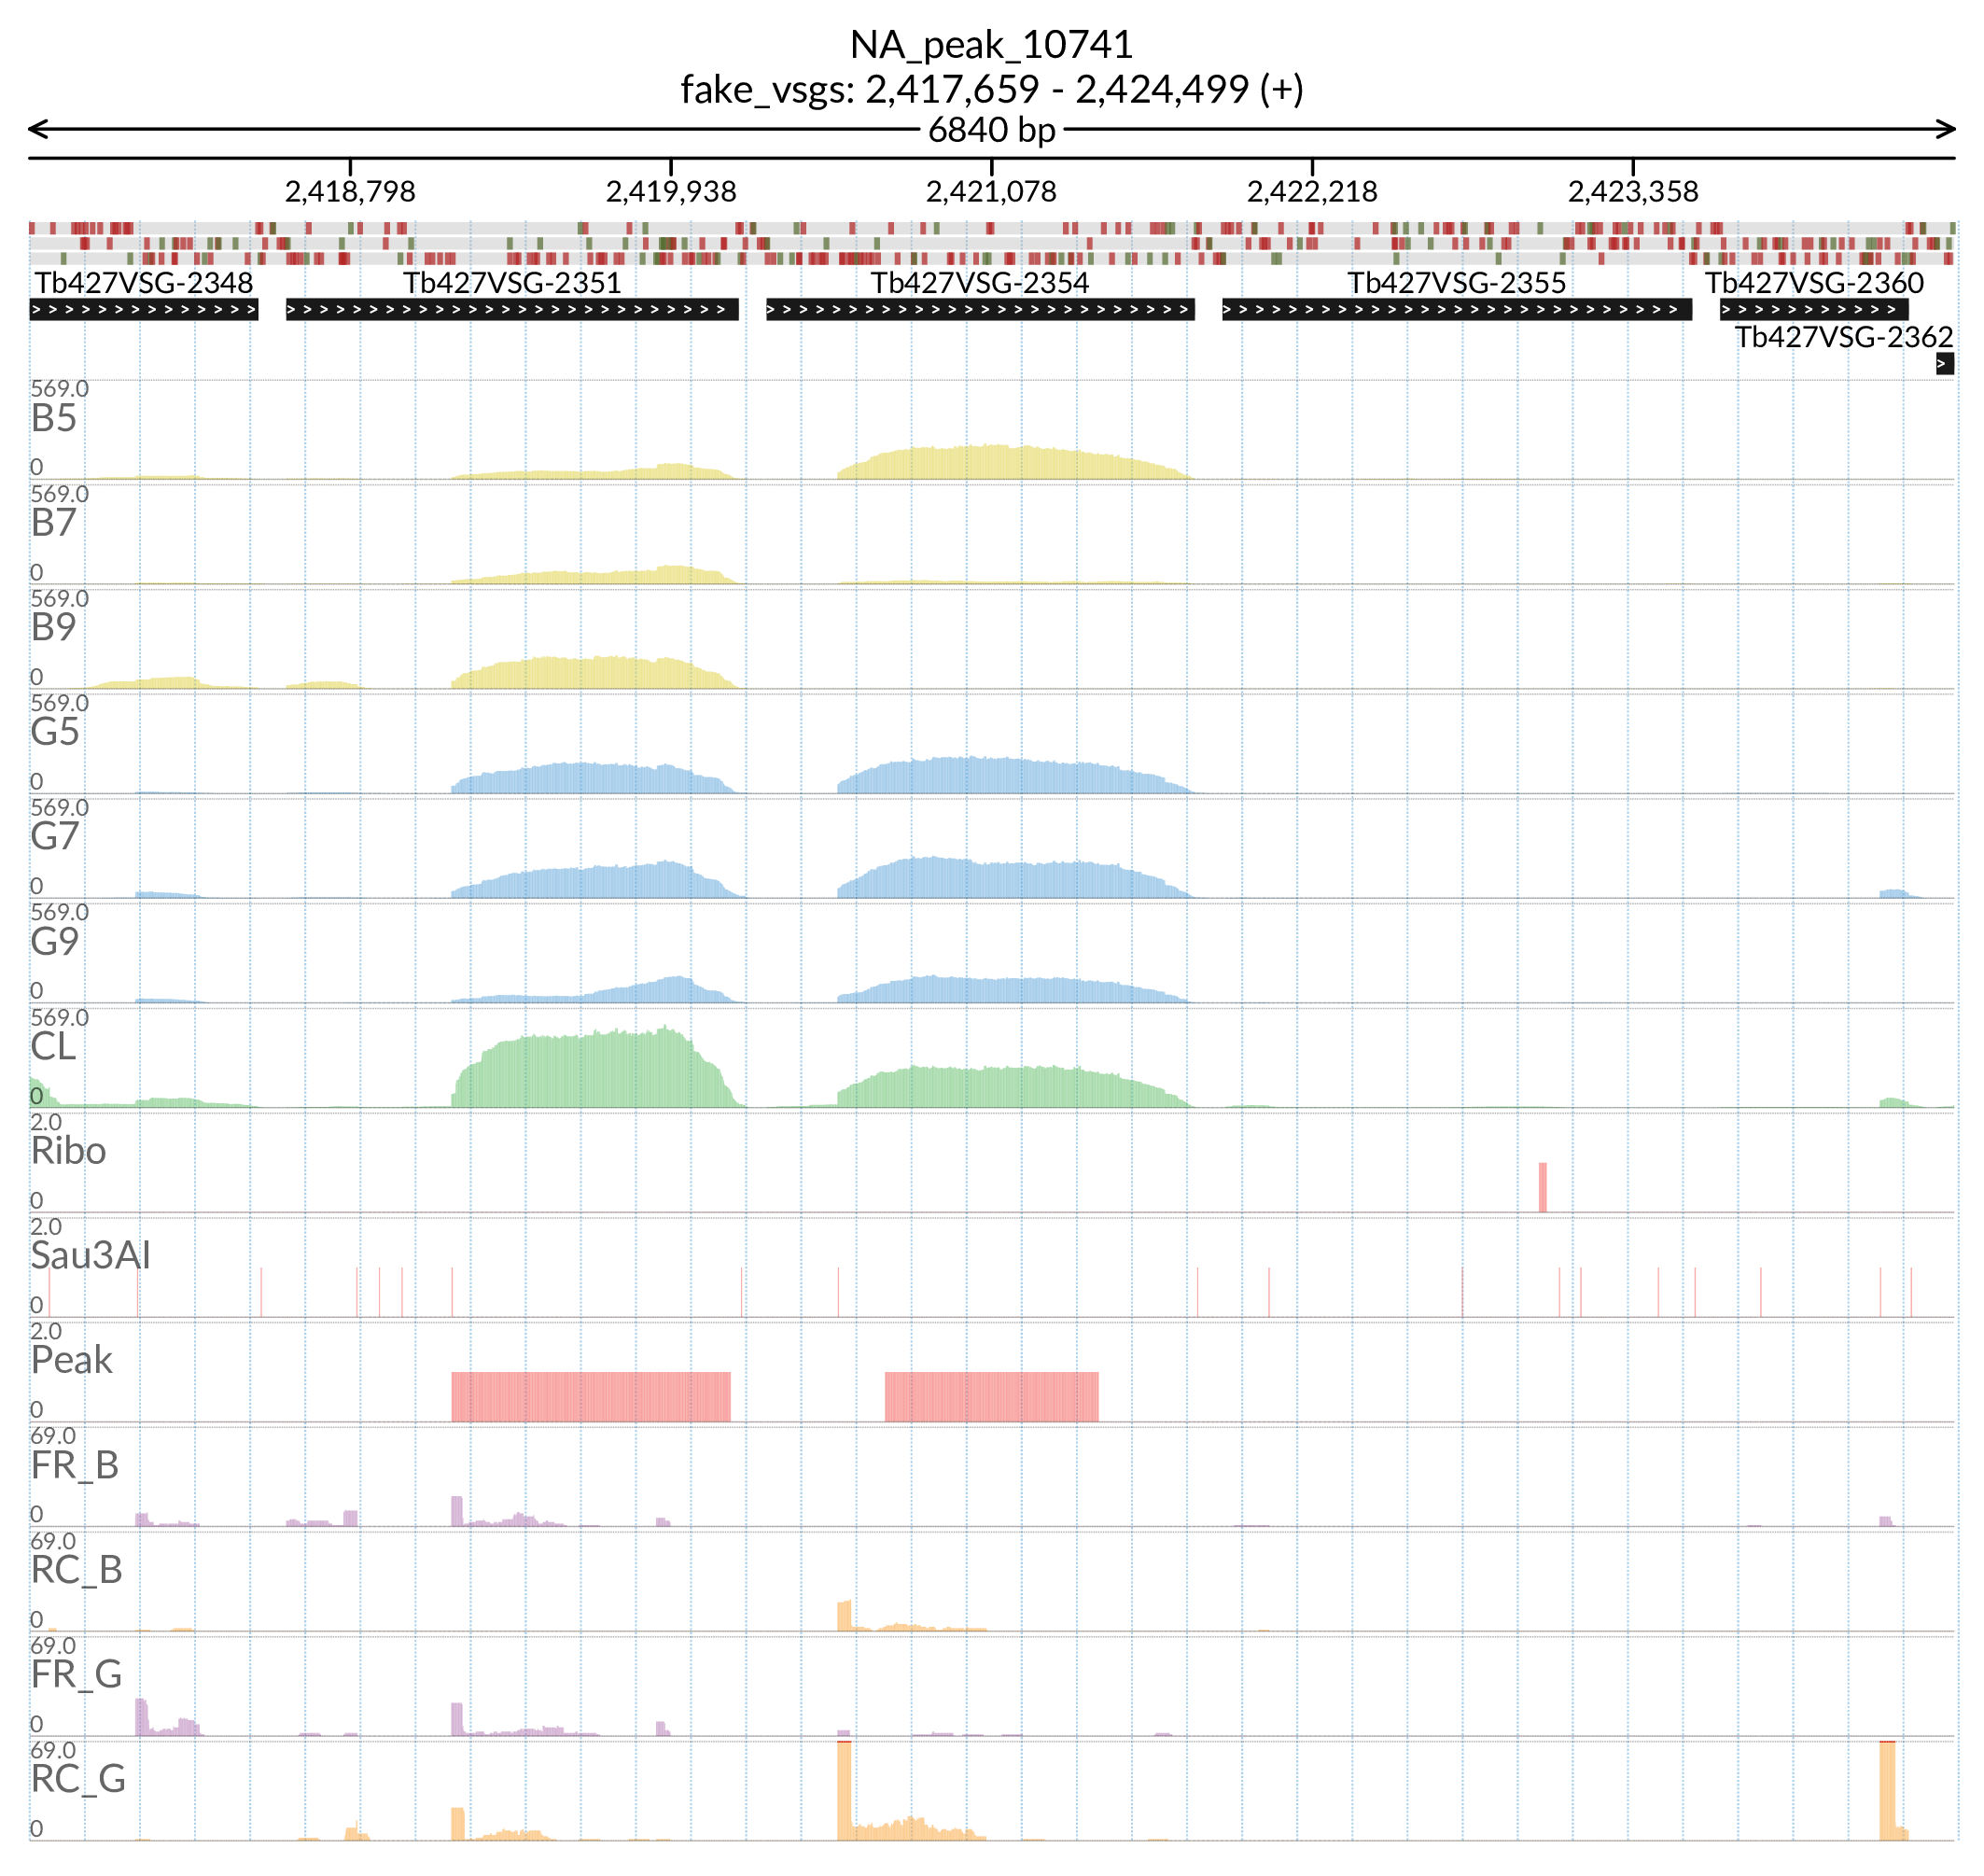 NA_peak_10741
fake_vsgs: 2,417,659 - 2,424,499 (+)
6840 bp
2,418,798 2,419,938 2,421,078 2,422,218 2,423,358
Tb427VSG-2348 Tb427VSG-2351 Tb427VSG-2354 Tb427VSG-2355 Tb427VSG-2360
Tb427VSG-2362
569.0
B5
0
569.0
B7
0
569.0
B9
0
569.0
G5
0
569.0
G7
0
569.0
G9
0
569.0
CL
0
2.0
Ribo
0
2.0
Sau3AI
0
2.0
Peak
0
69.0
FR_B
0
69.0
RC_B
0
69.0
FR_G
0
69.0
RC_G
0